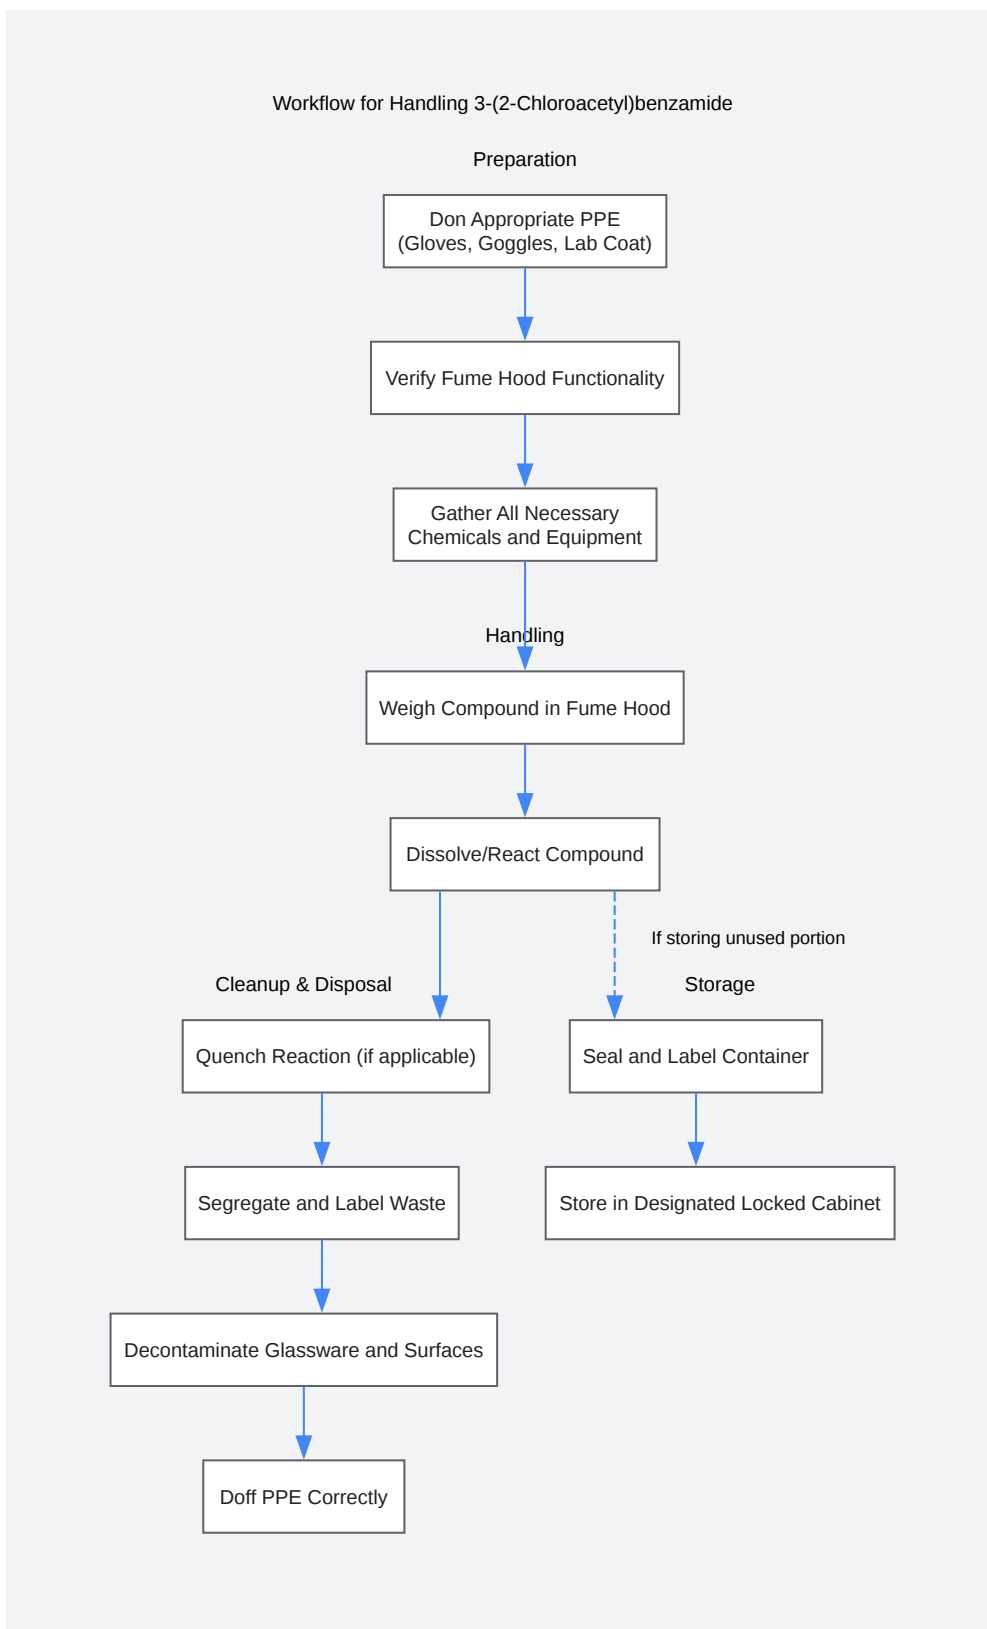 Workflow for Handling 3-(2-Chloroacetyl)benzamide
Preparation
Don Appropriate PPE
(Gloves, Goggles, Lab Coat)
Verify Fume Hood Functionality
Gather All Necessary
Chemicals and Equipment
Handling
Weigh Compound in Fume Hood
Dissolve/React Compound
If storing unused portion
Cleanup & Disposal
Storage
Quench Reaction (if applicable)
Seal and Label Container
Segregate and Label Waste
Store in Designated Locked Cabinet
Decontaminate Glassware and Surfaces
Doff PPE Correctly